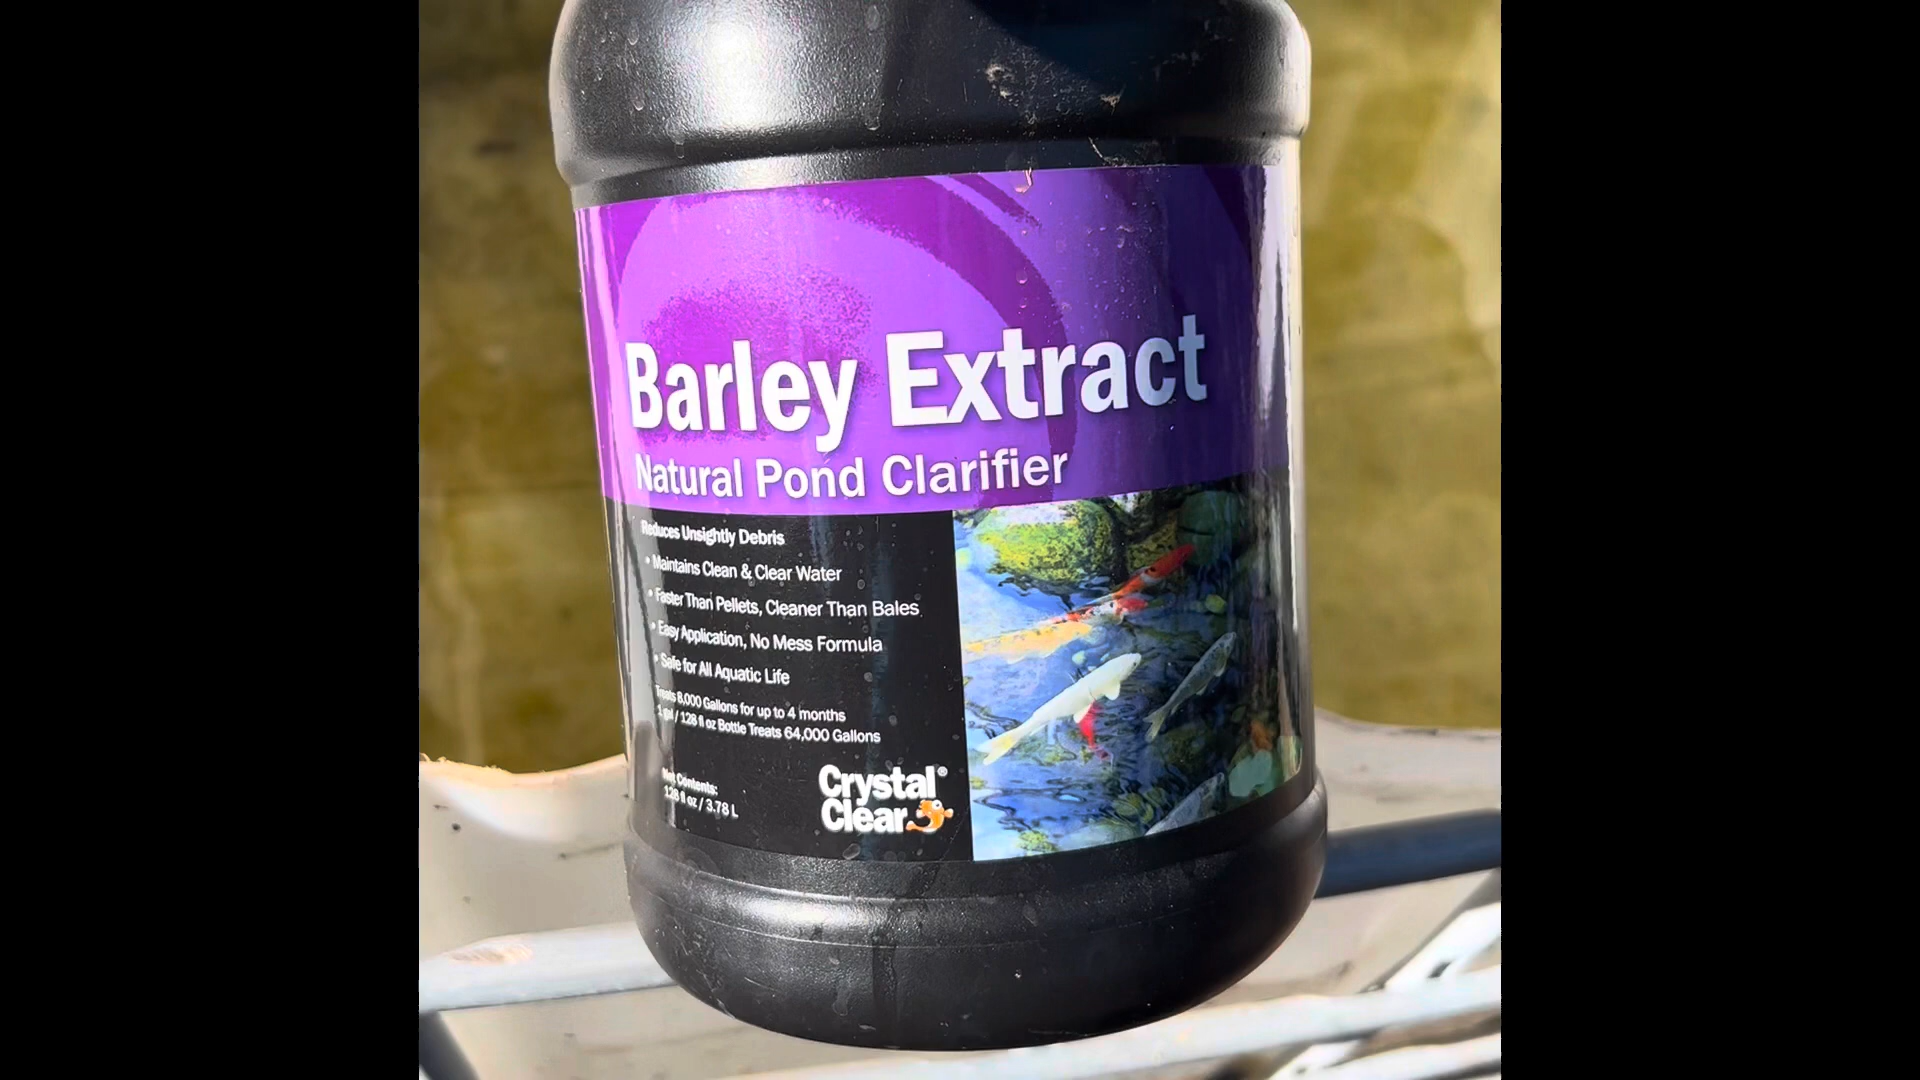 Barley Extract
Natural Pond Clarifier
Reduces Unsightly Debris
• Maintains Clean & Clear Water
• Faster Than Pellets, Cleaner Than Bales
• Easy Application, No Mess Formula
• Safe for All Aquatic Life
Treats 8,000 Gallons for up to 4 months
1 gal / 128 fl oz Bottle Treats 64,000 Gallons
Net Contents:
128 fl oz / 3.78 L
Crystal®
Clear